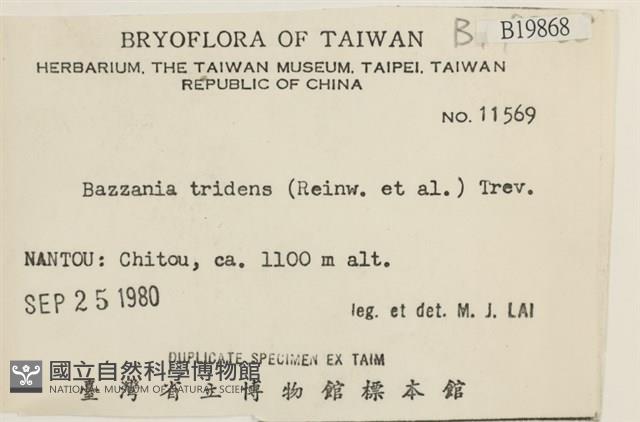 BRYOFLORA OF TAIWAN
B19868
HERBARIUM, THE TAIWAN MUSEUM, TAIPEI, TAIWAN
REPUBLIC OF CHINA
NO. 11569
Bazzania tridens (Reinw. et al.) Trev.
NANTOU: Chitou, ca. 1100 m alt.
SEP 25 1980
leg. et det. M. J. LAI
DUPLICATE SPECIMEN EX TAIM
國立自然科學博物館
NATIONAL MUSEUM OF NATURAL SCIENCE
臺灣省立博物館標本館